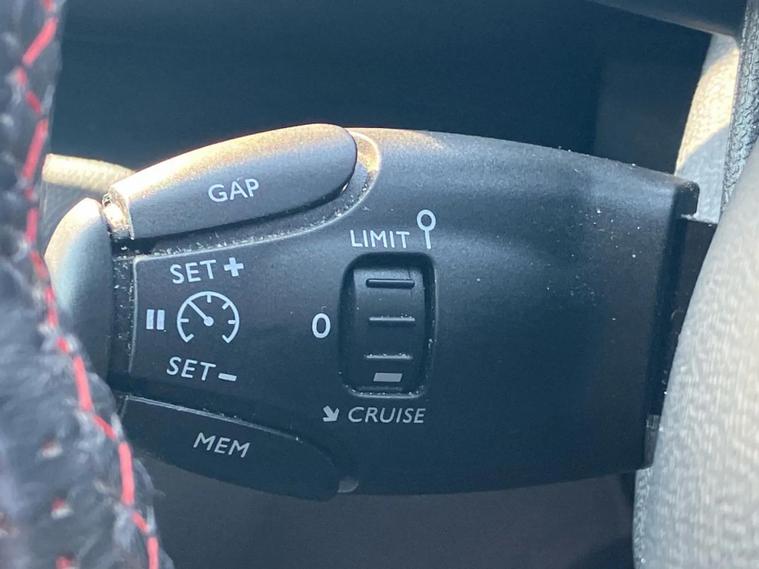 GAP
LIMIT
SET +
0
SET –
CRUISE
MEM